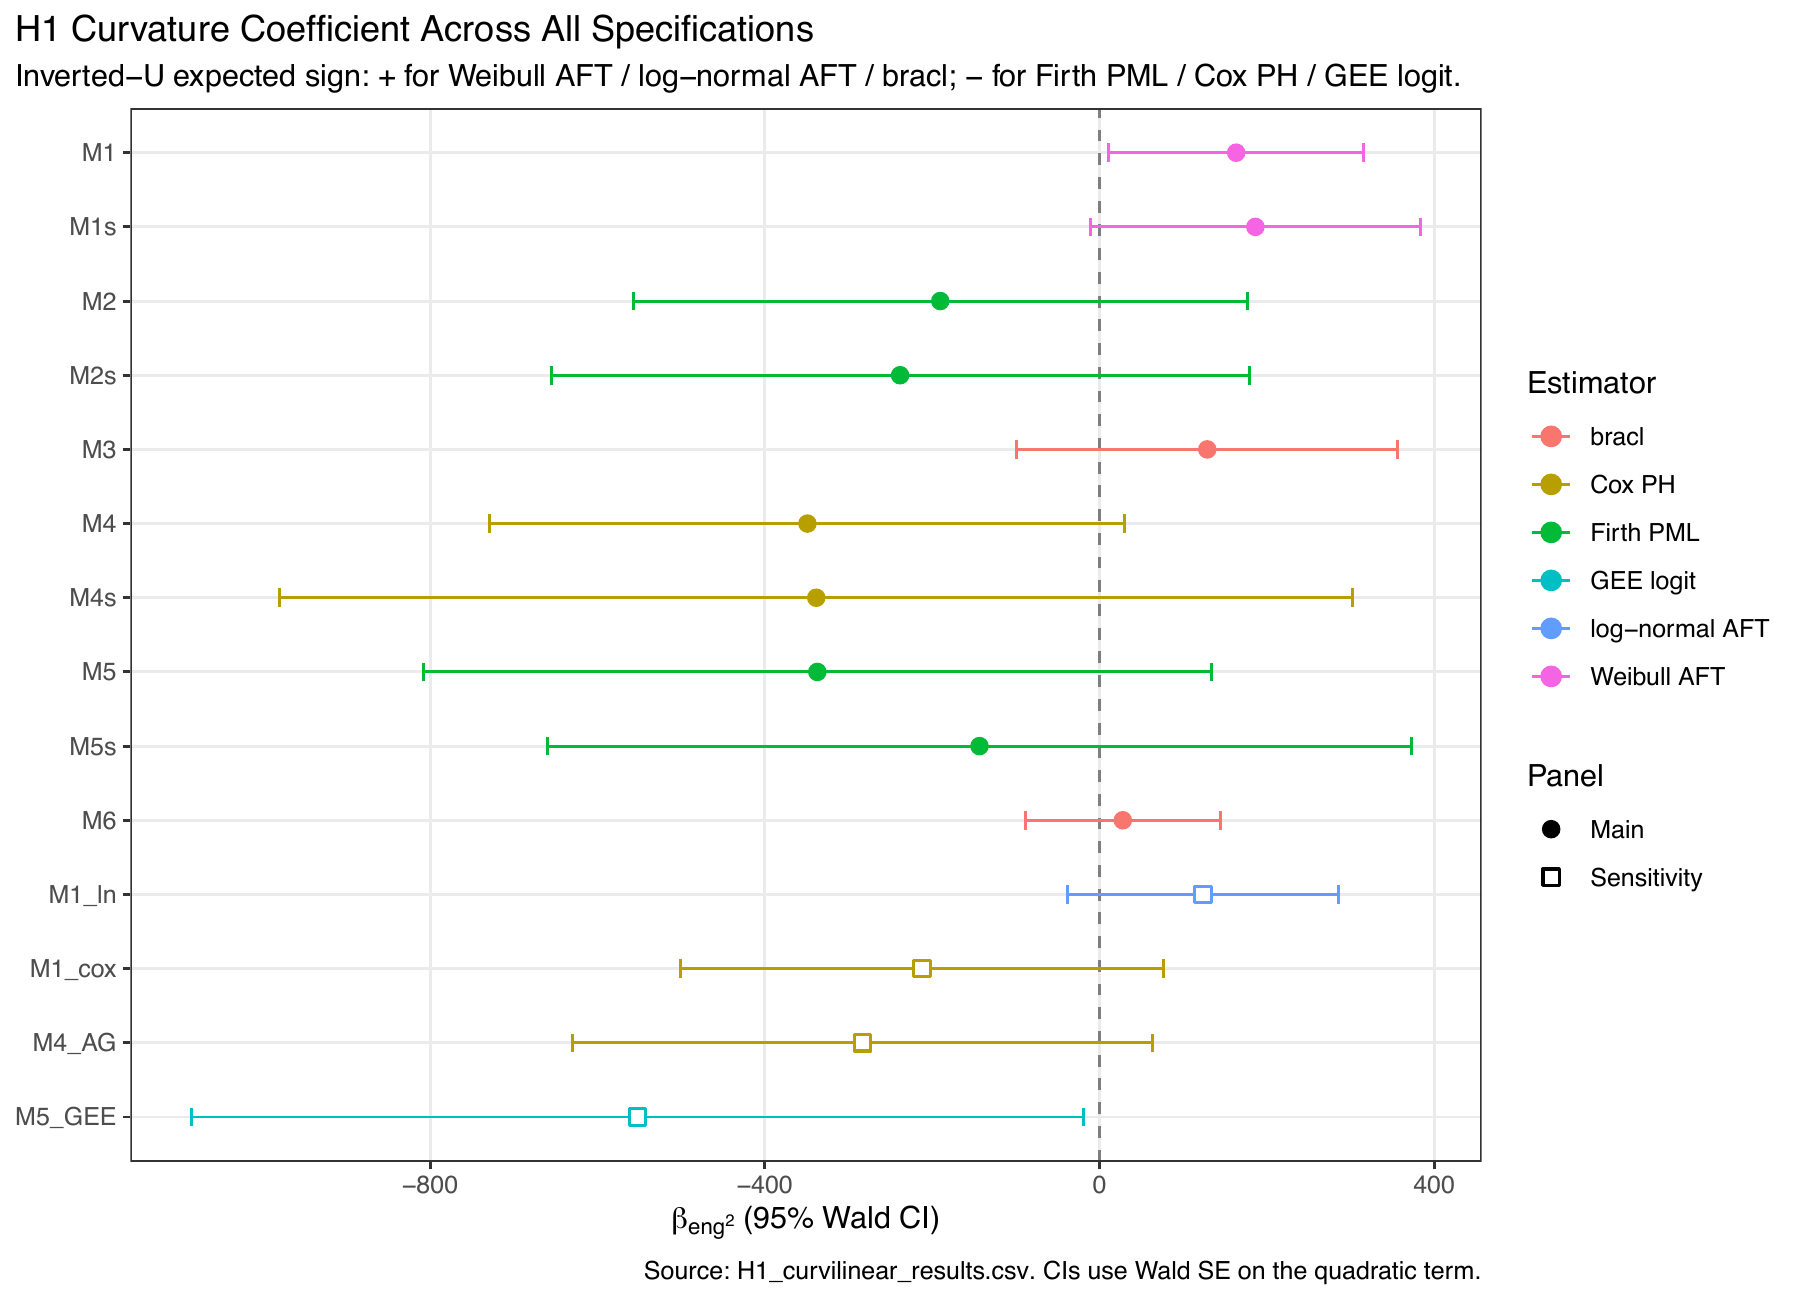 H1 Curvature Coefficient Across All Specifications
Inverted−U expected sign: + for Weibull AFT / log−normal AFT / bracl; − for Firth PML / Cox PH / GEE logit.
M1
M1s
M2
M2s
M3
M4
M4s
M5
M5s
M6
M1_ln
M1_cox
M4_AG
M5_GEE
−800
−400
0
400
βeng² (95% Wald CI)
Estimator
bracl
Cox PH
Firth PML
GEE logit
log−normal AFT
Weibull AFT
Panel
Main
Sensitivity
Source: H1_curvilinear_results.csv. CIs use Wald SE on the quadratic term.